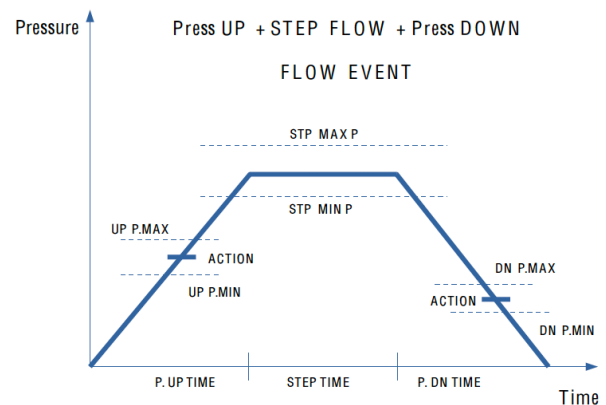 Pressure
Press UP + STEP FLOW + Press DOWN
FLOW EVENT
STP MAX P
STP MIN P
UP P.MAX
ACTION
UP P.MIN
DN P.MAX
ACTION
DN P.MIN
P. UP TIME
STEP TIME
P. DN TIME
Time